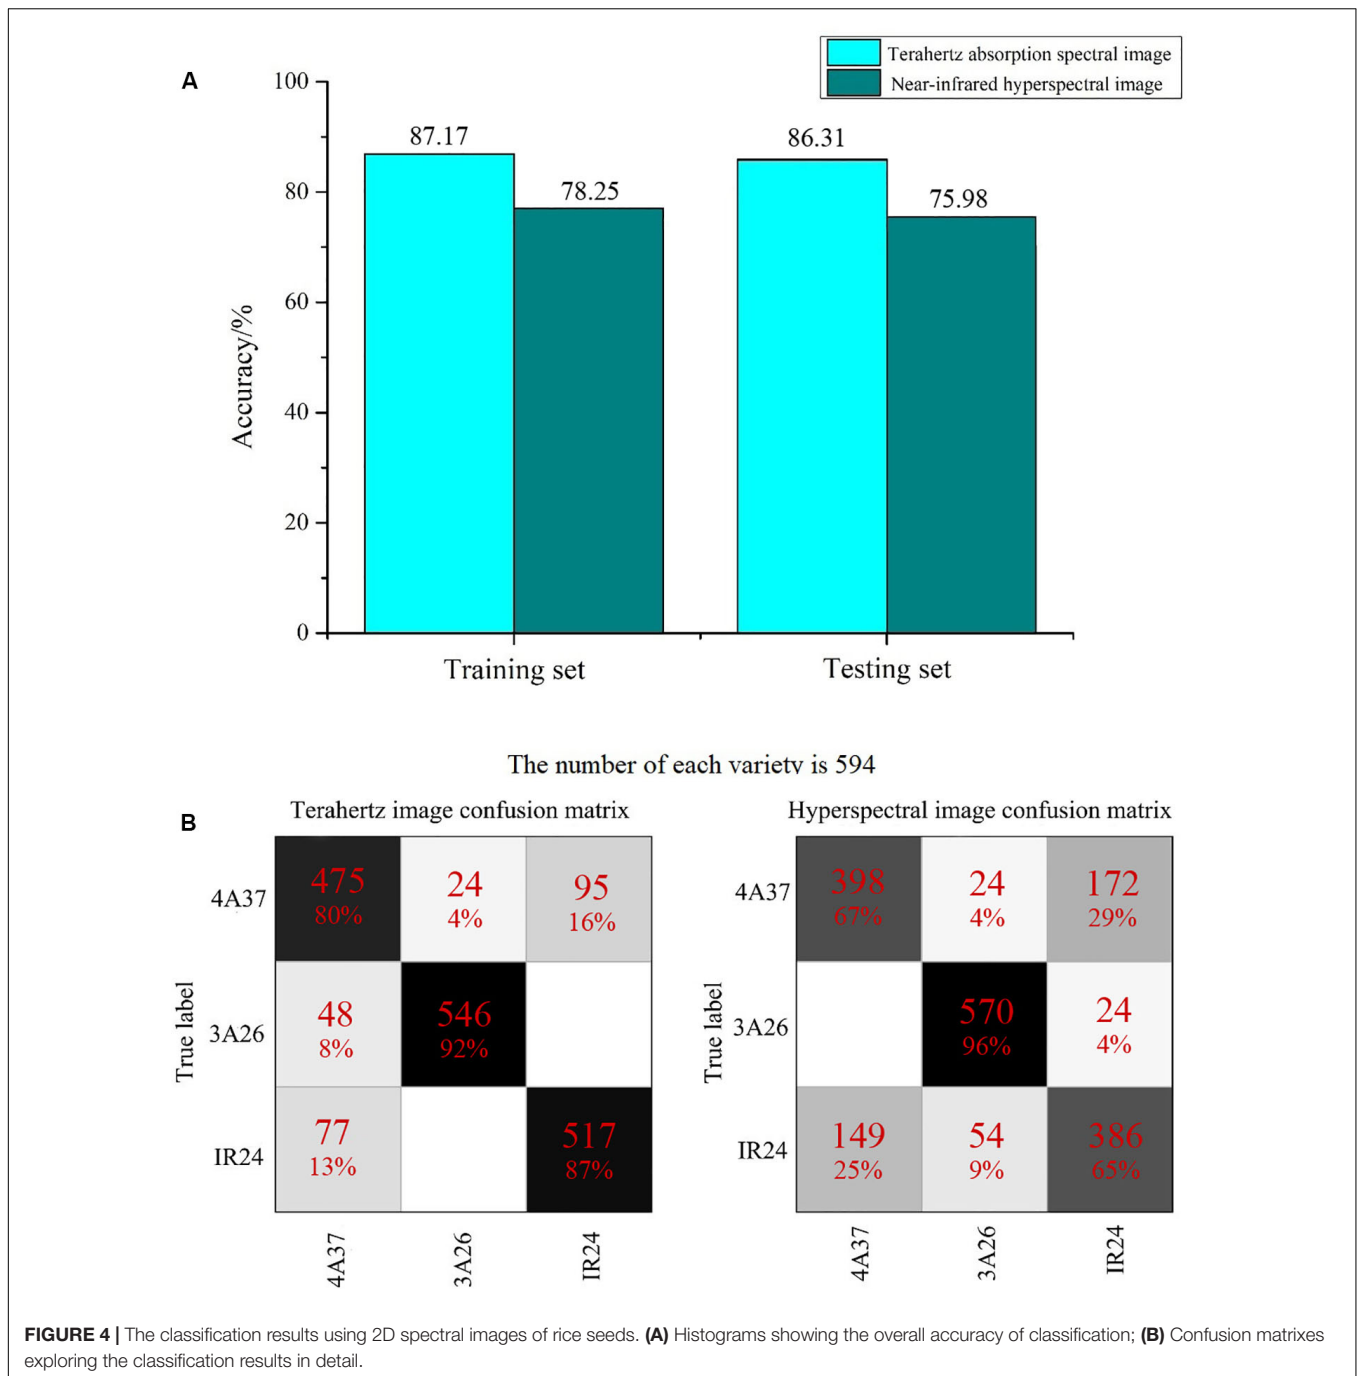 Terahertz absorption spectral image
Near-infrared hyperspectral image
A
100
80
60
40
20
0
Accuracy/%
87.17
78.25
86.31
75.98
Training set
Testing set
The number of each variety is 594
B
Terahertz image confusion matrix
Hyperspectral image confusion matrix
True label
4A37
475
24
95
80%
4%
16%
3A26
48
546
8%
92%
IR24
77
517
13%
87%
4A37
3A26
IR24
True label
4A37
398
24
172
67%
4%
29%
3A26
570
24
96%
4%
IR24
149
54
386
25%
9%
65%
4A37
3A26
IR24
FIGURE 4 | The classification results using 2D spectral images of rice seeds. (A) Histograms showing the overall accuracy of classification; (B) Confusion matrixes
exploring the classification results in detail.